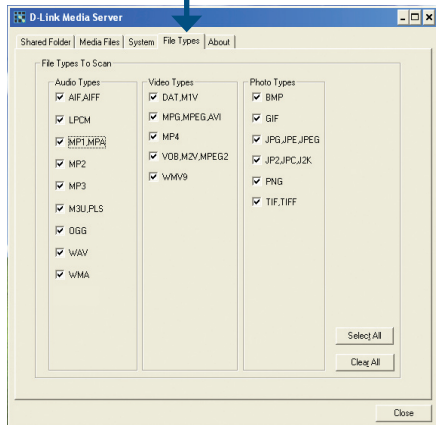 D-Link Media Server
Shared Folder Media Files System File Types About
File Types To Scan
Audio Types
AIF,AIFF
LPCM
MP1,MPA
MP2
MP3
M3U,PLS
OGG
WAV
WMA
Video Types
DAT,M1V
MPG,MPEG,AVI
MP4
VOB,M2V,MPEG2
WMV9
Photo Types
BMP
GIF
JPG,JPE,JPEG
JP2,JPC,J2K
PNG
TIF,TIFF
Select All
Clear All
Close